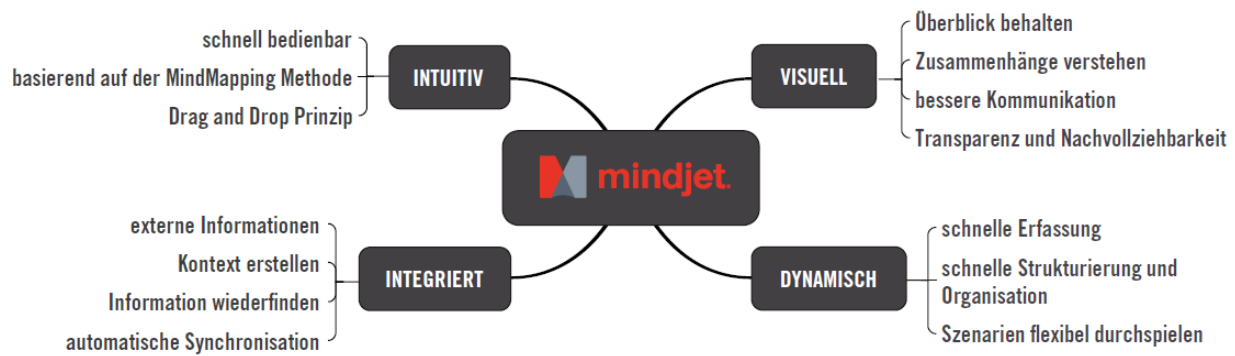 schnell bedienbar
basierend auf der MindMapping Methode
Drag and Drop Prinzip
INTUITIV
VISUELL
Überblick behalten
Zusammenhänge verstehen
bessere Kommunikation
Transparenz und Nachvollziehbarkeit
mindjet.
externe Informationen
Kontext erstellen
Information wiederfinden
automatische Synchronisation
INTEGRIERT
DYNAMISCH
schnelle Erfassung
schnelle Strukturierung und
Organisation
Szenarien flexibel durchspielen